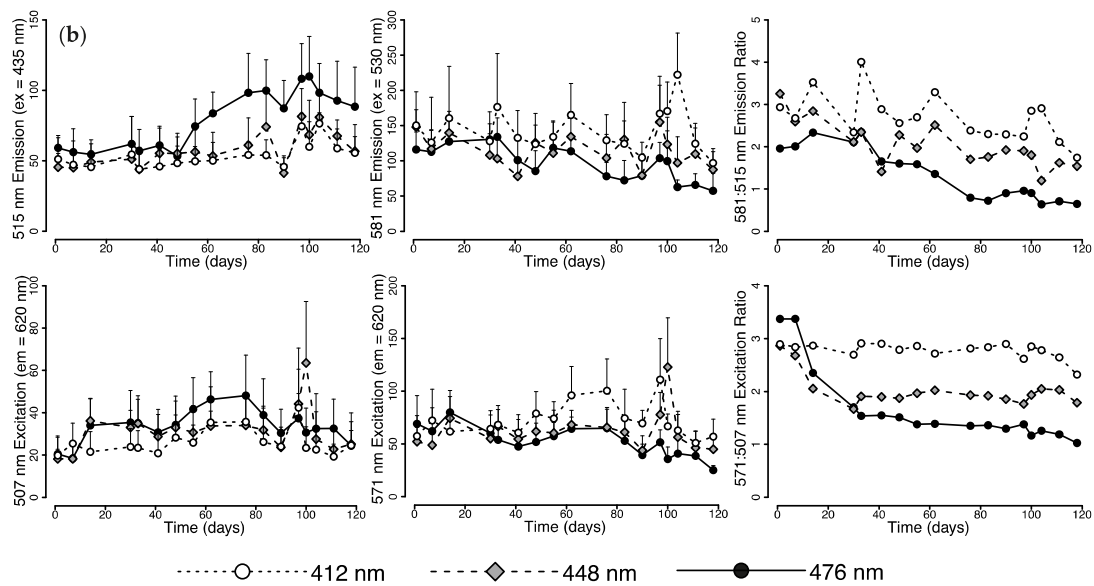 (b)
515 nm Emission (ex = 435 nm)
0 50 100 150
0 20 40 60 80 100 120
Time (days)
581 nm Emission (ex = 530 nm)
0 50 100 150 200 250 300
0 20 40 60 80 100 120
Time (days)
581:515 nm Emission Ratio
0 1 2 3 4 5
0 20 40 60 80 100 120
Time (days)
507 nm Excitation (em = 620 nm)
0 20 40 60 80 100
0 20 40 60 80 100 120
Time (days)
571 nm Excitation (em = 620 nm)
0 50 100 150 200
0 20 40 60 80 100 120
Time (days)
571:507 nm Excitation Ratio
0 1 2 3 4
0 20 40 60 80 100 120
Time (days)
412 nm 448 nm 476 nm